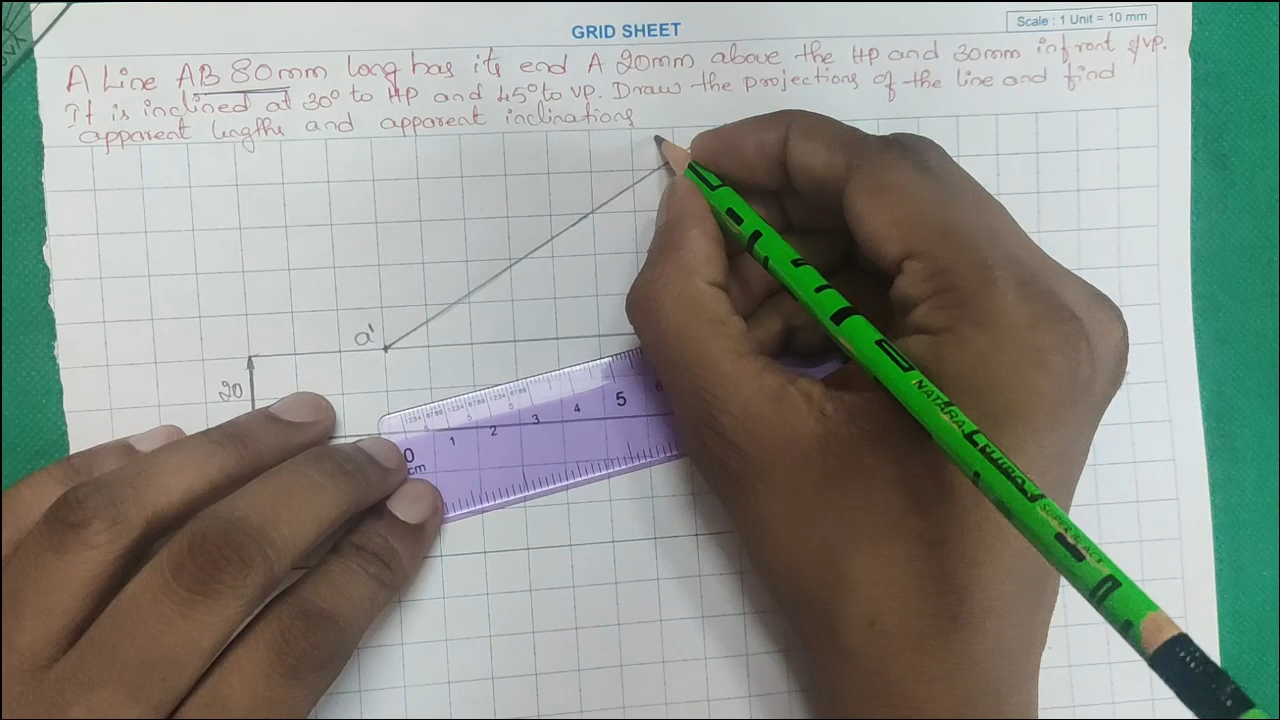 GRID SHEET
Scale : 1 Unit = 10 mm
A Line AB 80mm long has its end A 20mm above the HP and 30mm infront of VP.
It is inclined at 30° to HP and 45° to VP. Draw the projections of the line and find
apparent lengths and apparent inclinations
a'
20
0 1 2 3 4 5
cm
NATARAJ
SUPER BLACK